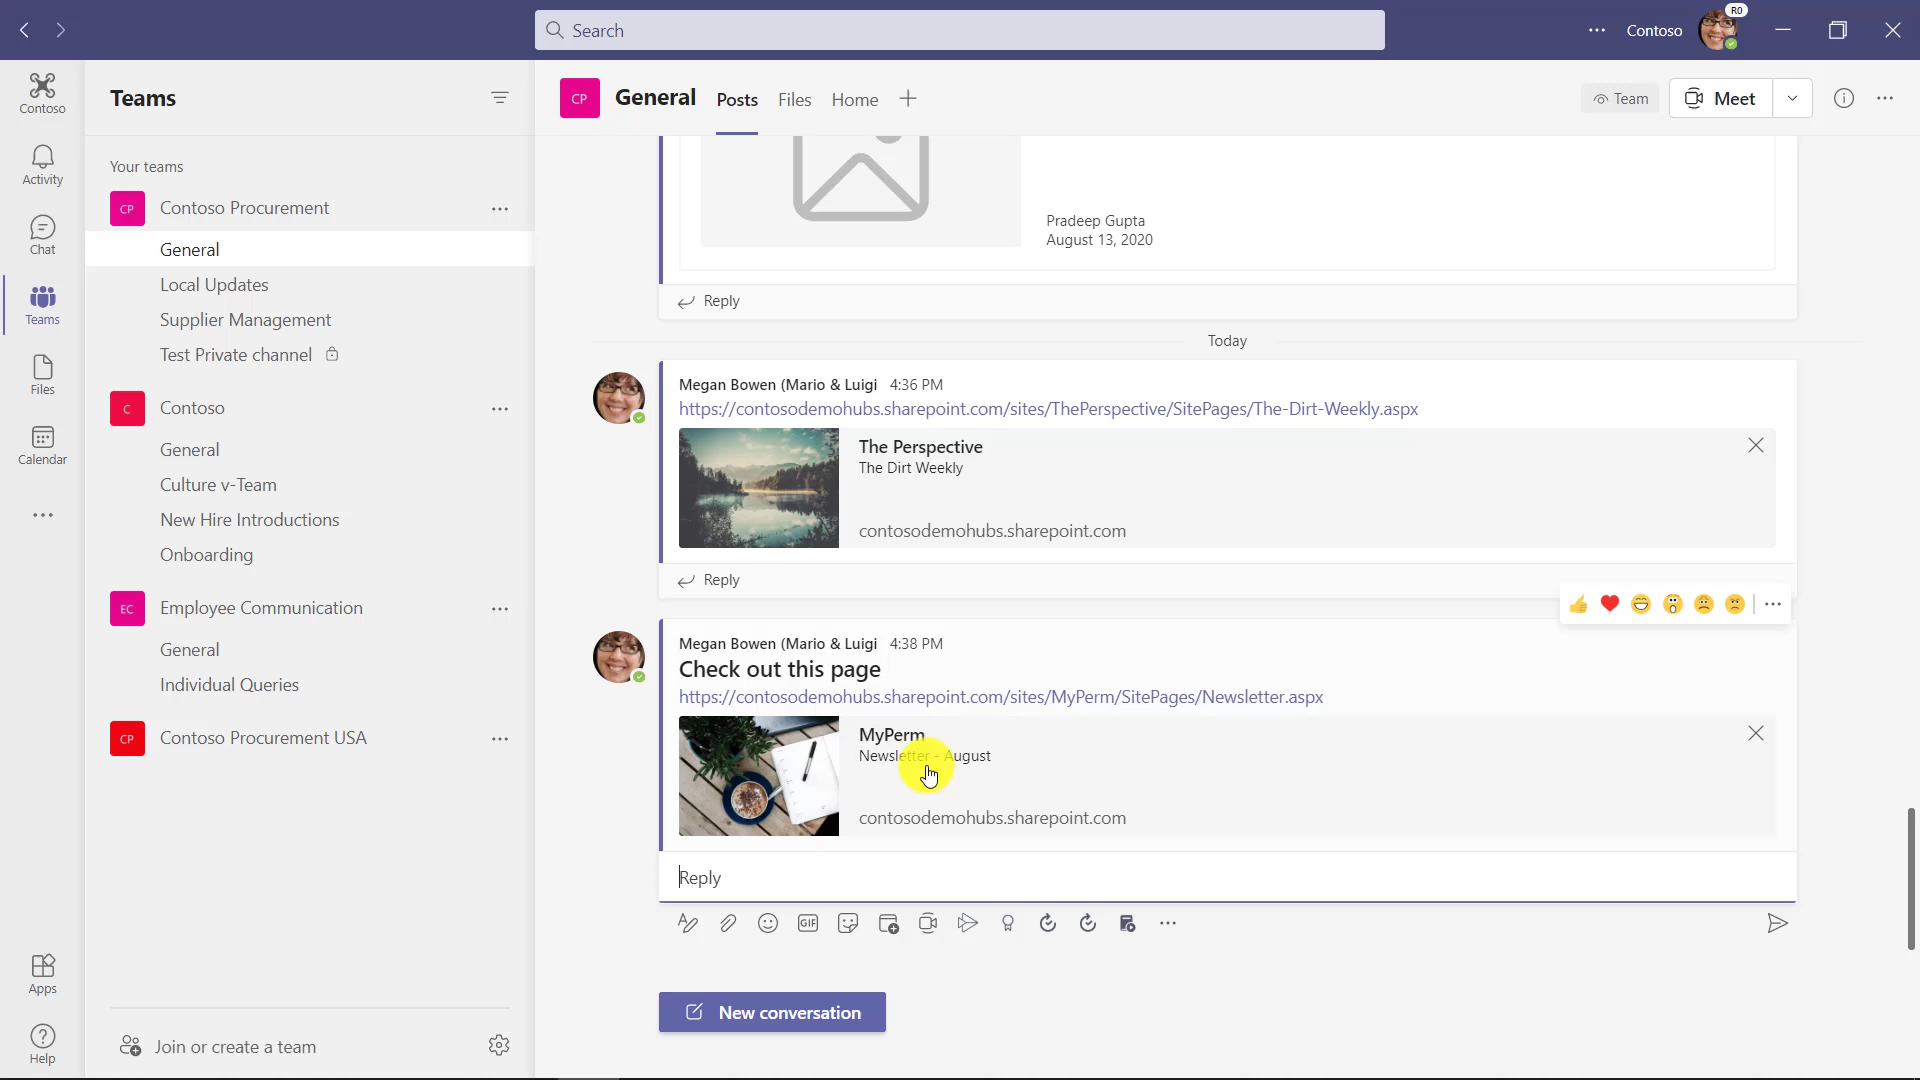 Search
Contoso
RO
Contoso
Activity
Chat
Teams
Files
Calendar
Apps
Help
Teams
Your teams
CP Contoso Procurement
General
Local Updates
Supplier Management
Test Private channel
C Contoso
General
Culture v-Team
New Hire Introductions
Onboarding
EC Employee Communication
General
Individual Queries
CP Contoso Procurement USA
Join or create a team
CP General Posts Files Home
Team
Meet
Pradeep Gupta
August 13, 2020
Reply
Today
Megan Bowen (Mario & Luigi 4:36 PM
https://contosodemohubs.sharepoint.com/sites/ThePerspective/SitePages/The-Dirt-Weekly.aspx
The Perspective
The Dirt Weekly
contosodemohubs.sharepoint.com
Reply
Megan Bowen (Mario & Luigi 4:38 PM
Check out this page
https://contosodemohubs.sharepoint.com/sites/MyPerm/SitePages/Newsletter.aspx
MyPerm
Newsletter - August
contosodemohubs.sharepoint.com
Reply
GIF
New conversation